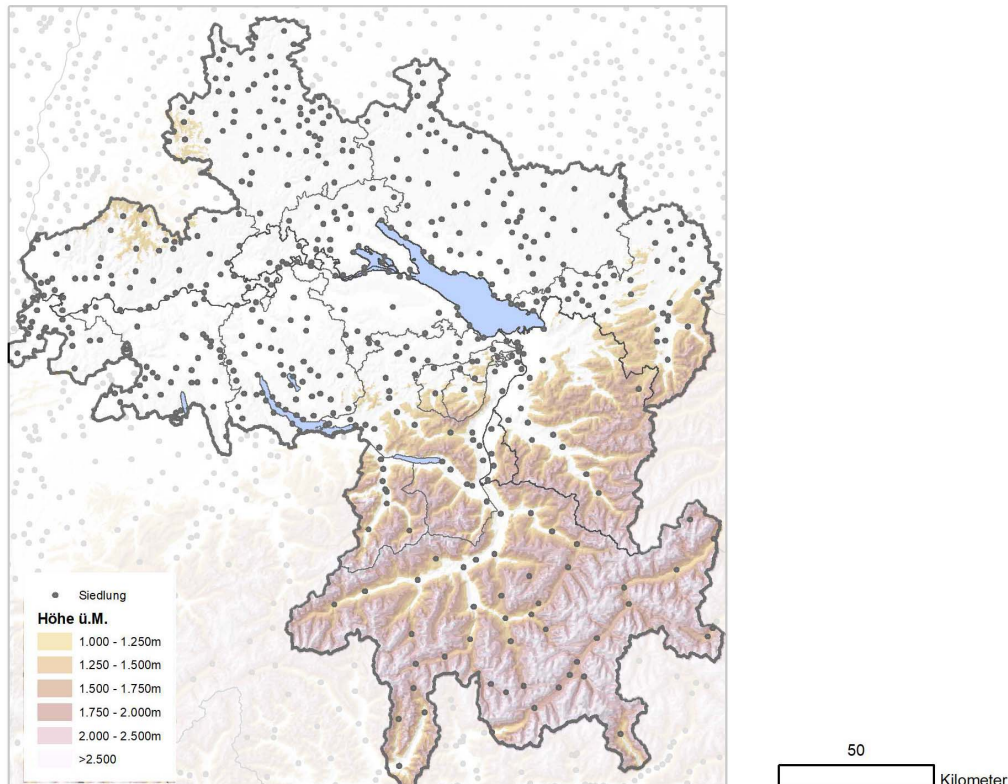 Siedlung
Höhe ü.M.
1.000 - 1.250m
1.250 - 1.500m
1.500 - 1.750m
1.750 - 2.000m
2.000 - 2.500m
>2.500
50
Kilometer